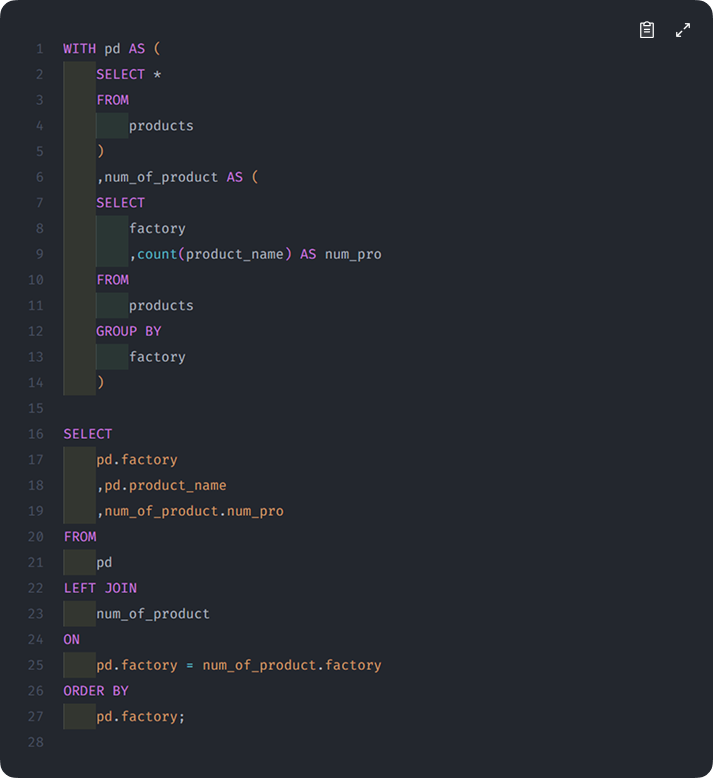 1 WITH pd AS (
2     SELECT *
3     FROM
4         products
5     )
6     ,num_of_product AS (
7     SELECT
8         factory
9         ,count(product_name) AS num_pro
10     FROM
11         products
12     GROUP BY
13         factory
14     )
15
16 SELECT
17     pd.factory
18     ,pd.product_name
19     ,num_of_product.num_pro
20 FROM
21     pd
22 LEFT JOIN
23     num_of_product
24 ON
25     pd.factory = num_of_product.factory
26 ORDER BY
27     pd.factory;
28